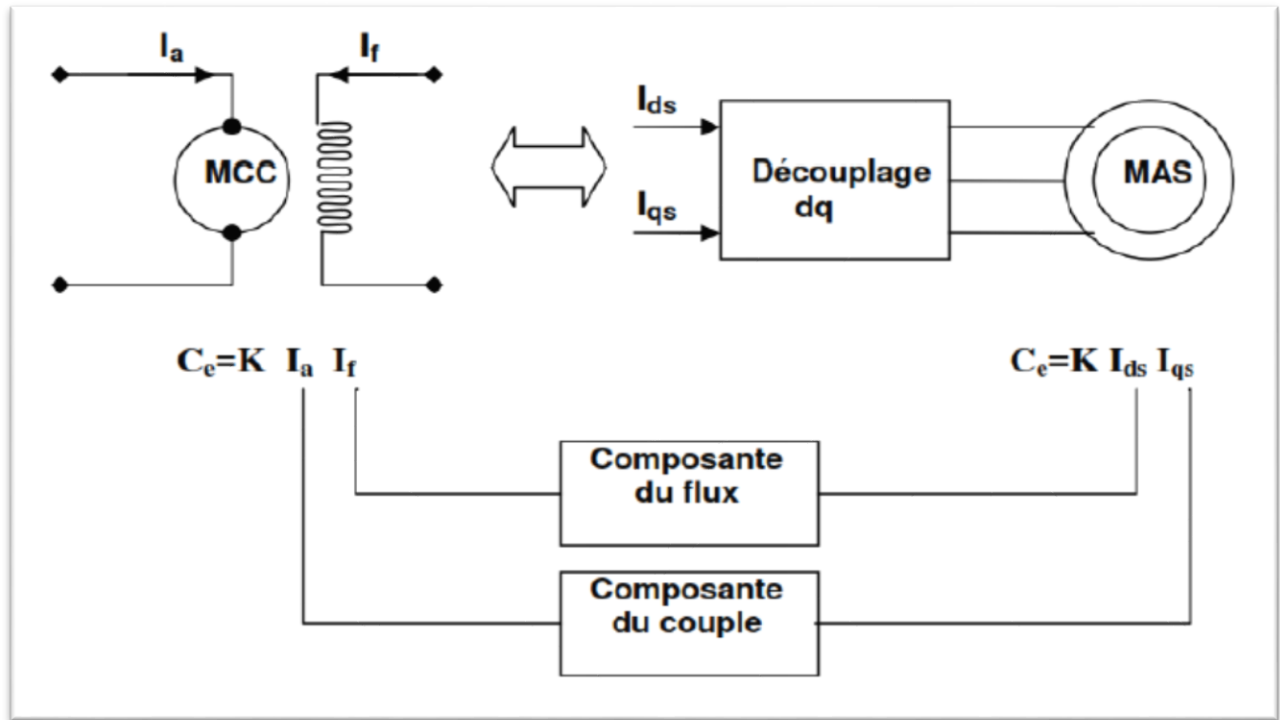 Ia
If
MCC
Ids
Iqs
Découplage
dq
MAS
Ce=K Ia If
Ce=K Ids Iqs
Composante
du flux
Composante
du couple